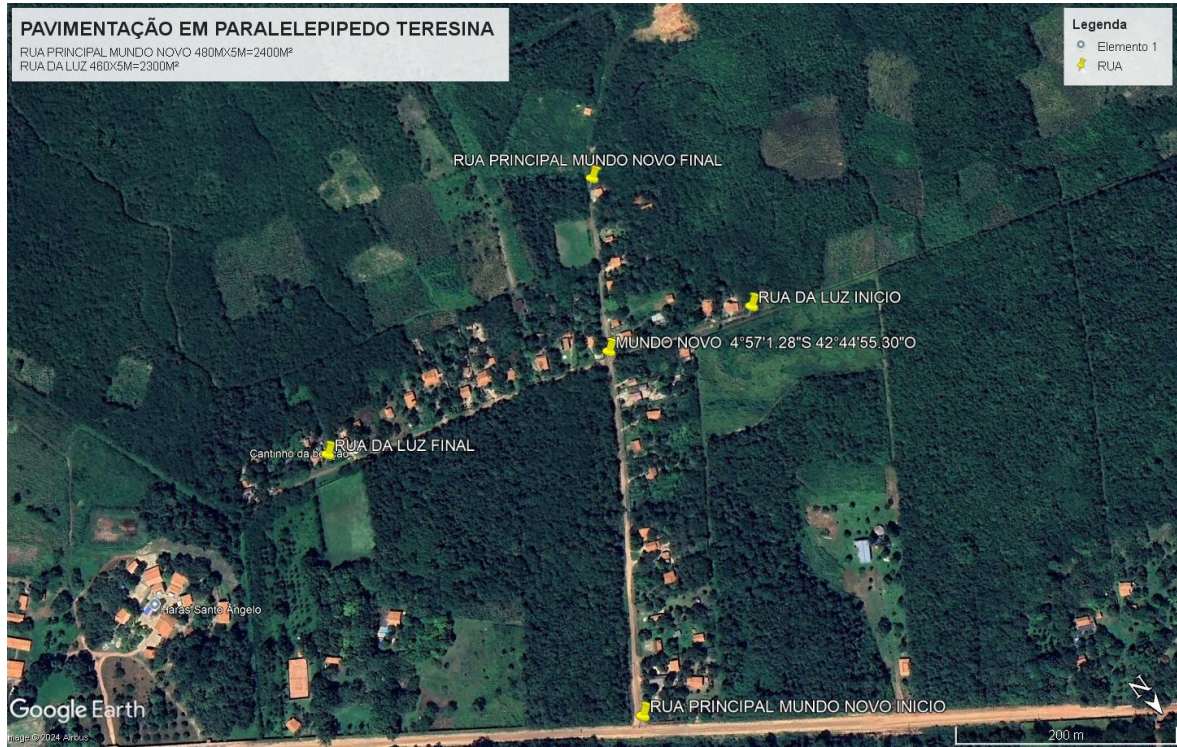 PAVIMENTAÇÃO EM PARALELEPIPEDO TERESINA
RUA PRINCIPAL MUNDO NOVO 480MX5M=2400M²
RUA DA LUZ 460X5M=2300M²
Legenda
Elemento 1
RUA
RUA PRINCIPAL MUNDO NOVO FINAL
RUA DA LUZ INICIO
MUNDO NOVO 4°57'1.28"S 42°44'55.30"O
RUA DA LUZ FINAL
Cantinho da
Haras Santo Angelo
RUA PRINCIPAL MUNDO NOVO INICIO
Google Earth
Image © 2024 Airbus
200 m
N